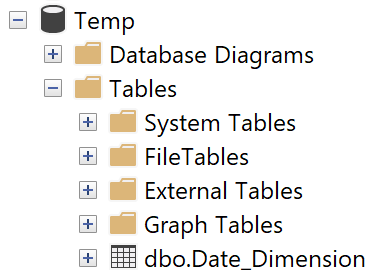 Temp
Database Diagrams
Tables
System Tables
FileTables
External Tables
Graph Tables
dbo.Date_Dimension